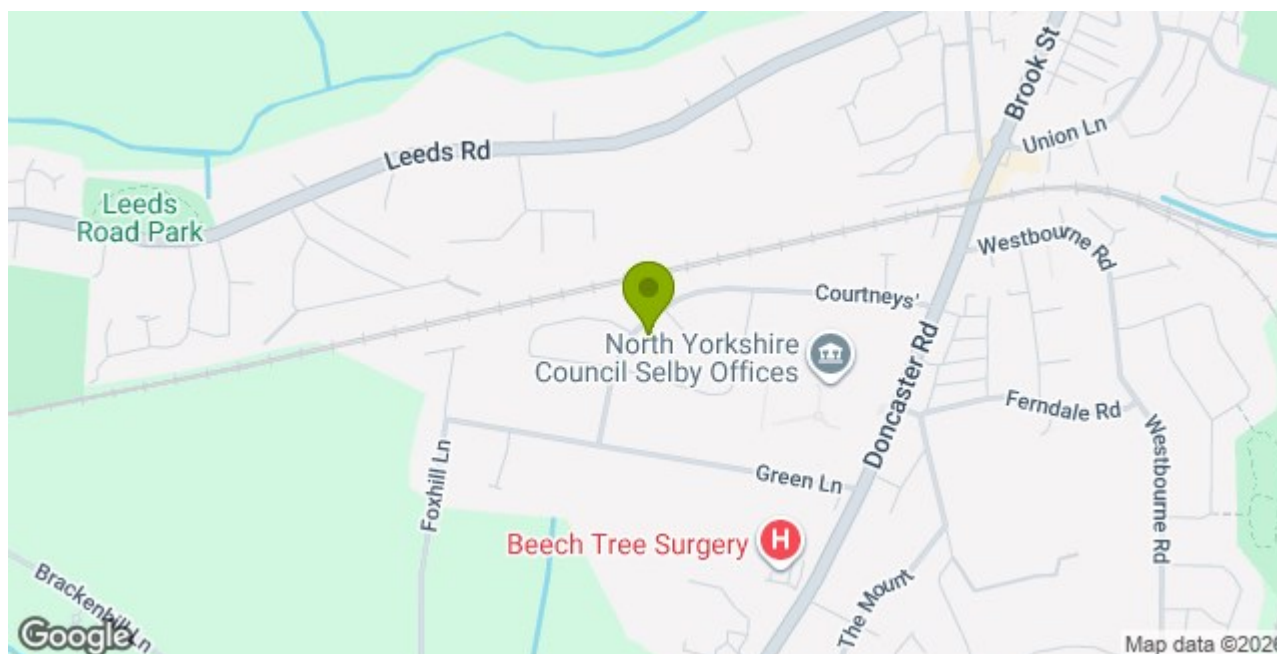 Brook St
Union Ln
Leeds Rd
Leeds
Road Park
Westbourne Rd
Courtneys'
North Yorkshire
Council Selby Offices
Doncaster Rd
Ferndale Rd
Westbourne Rd
Foxhill Ln
Green Ln
H
Beech Tree Surgery
The Mount
Brackenhill Ln
Google
Map data ©2026